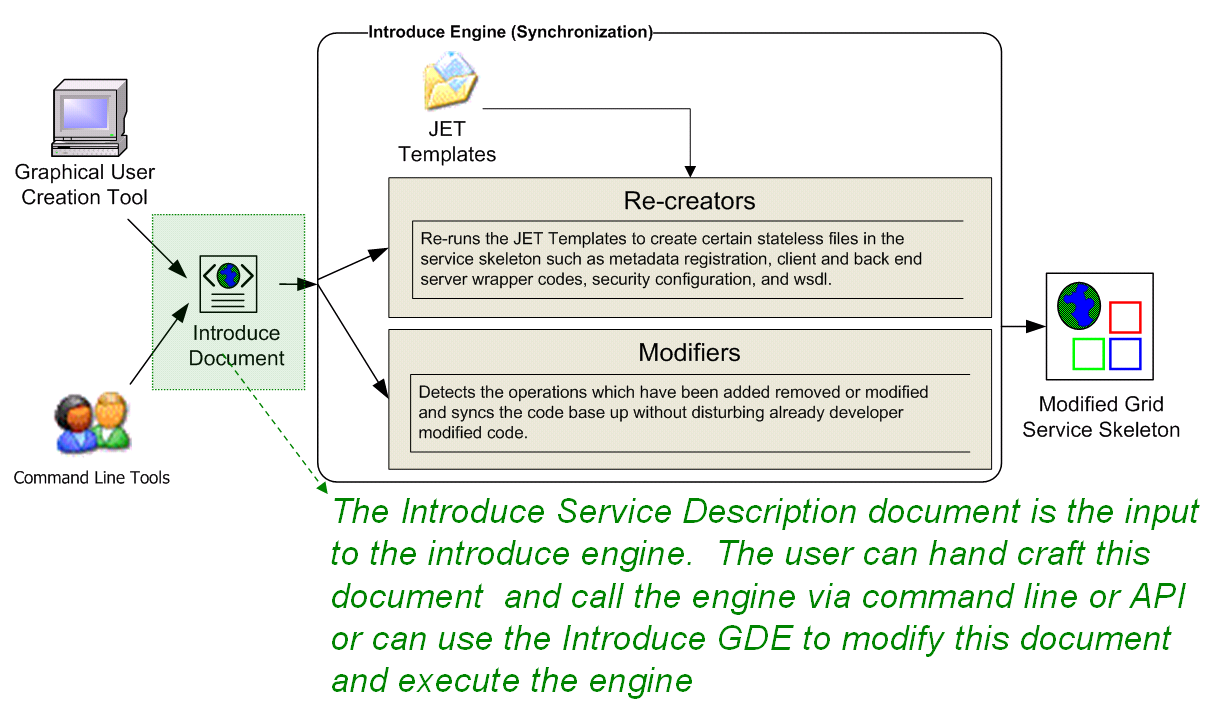 Introduce Engine (Synchronization)
JET
Templates
Graphical User
Creation Tool
Re-creators
Re-runs the JET Templates to create certain stateless files in the
service skeleton such as metadata registration, client and back end
server wrapper codes, security configuration, and wsdl.
Introduce
Document
Modifiers
Detects the operations which have been added removed or modified
and syncs the code base up without disturbing already developer
modified code.
Modified Grid
Service Skeleton
Command Line Tools
The Introduce Service Description document is the input
to the introduce engine.  The user can hand craft this
document  and call the engine via command line or API
or can use the Introduce GDE to modify this document
and execute the engine